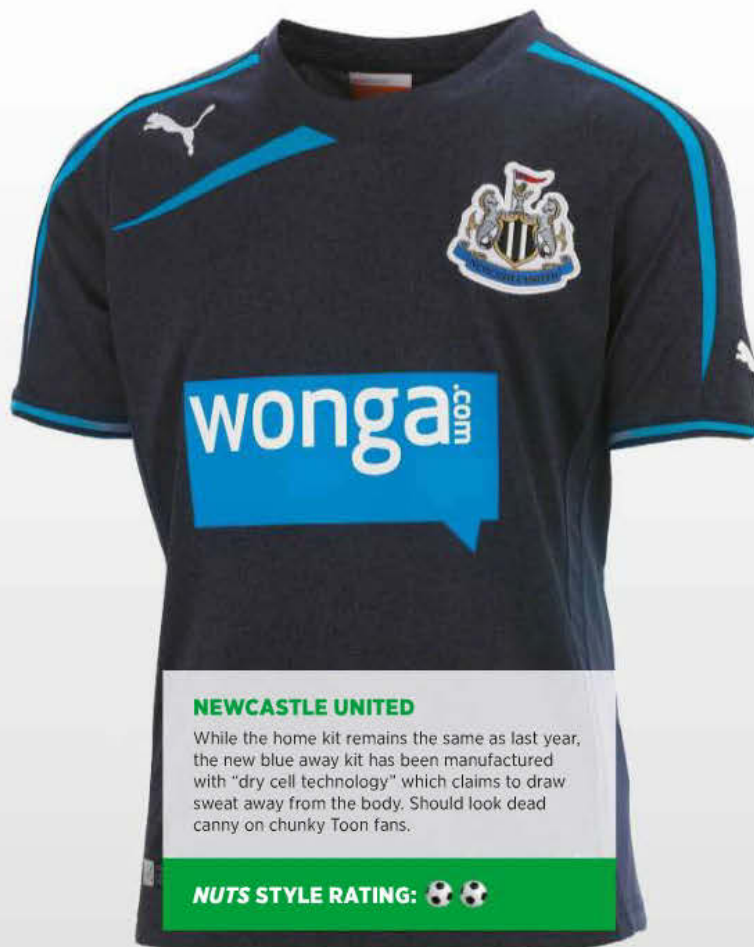 wonga.com
NEWCASTLE UNITED
NEWCASTLE UNITED
While the home kit remains the same as last year,
the new blue away kit has been manufactured
with “dry cell technology” which claims to draw
sweat away from the body. Should look dead
canny on chunky Toon fans.
NUTS STYLE RATING: